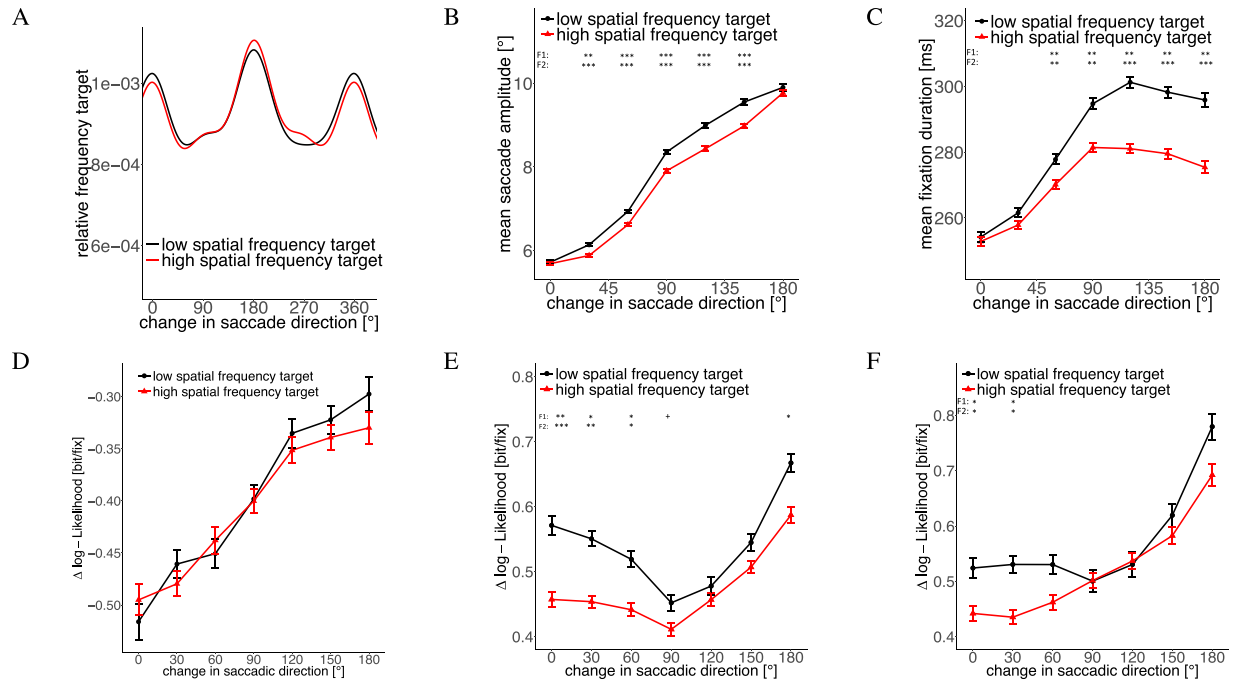 A
relative frequency target
1e−03
8e−04
6e−04
low spatial frequency target
high spatial frequency target
0 90 180 270 360
change in saccade direction [°]
B
mean saccade amplitude [°]
low spatial frequency target
high spatial frequency target
F1: ** *** *** *** ***
F2: *** *** *** *** ***
10
8
6
0 45 90 135 180
change in saccade direction [°]
C
mean fixation duration [ms]
low spatial frequency target
high spatial frequency target
F1: ** ** ** ** **
F2: ** ** *** *** ***
320
300
280
260
0 45 90 135 180
change in saccade direction [°]
D
Δ log − Likelihood [bit/fix]
low spatial frequency target
high spatial frequency target
−0.30
−0.35
−0.40
−0.45
−0.50
0 30 60 90 120 150 180
change in saccadic direction [°]
E
Δ log − Likelihood [bit/fix]
low spatial frequency target
high spatial frequency target
F1: ** * * + *
F2: *** ** *
0.8
0.7
0.6
0.5
0.4
0 30 60 90 120 150 180
change in saccadic direction [°]
F
Δ log − Likelihood [bit/fix]
low spatial frequency target
high spatial frequency target
F1: * *
F2: * *
0.8
0.7
0.6
0.5
0.4
0 30 60 90 120 150 180
change in saccadic direction [°]